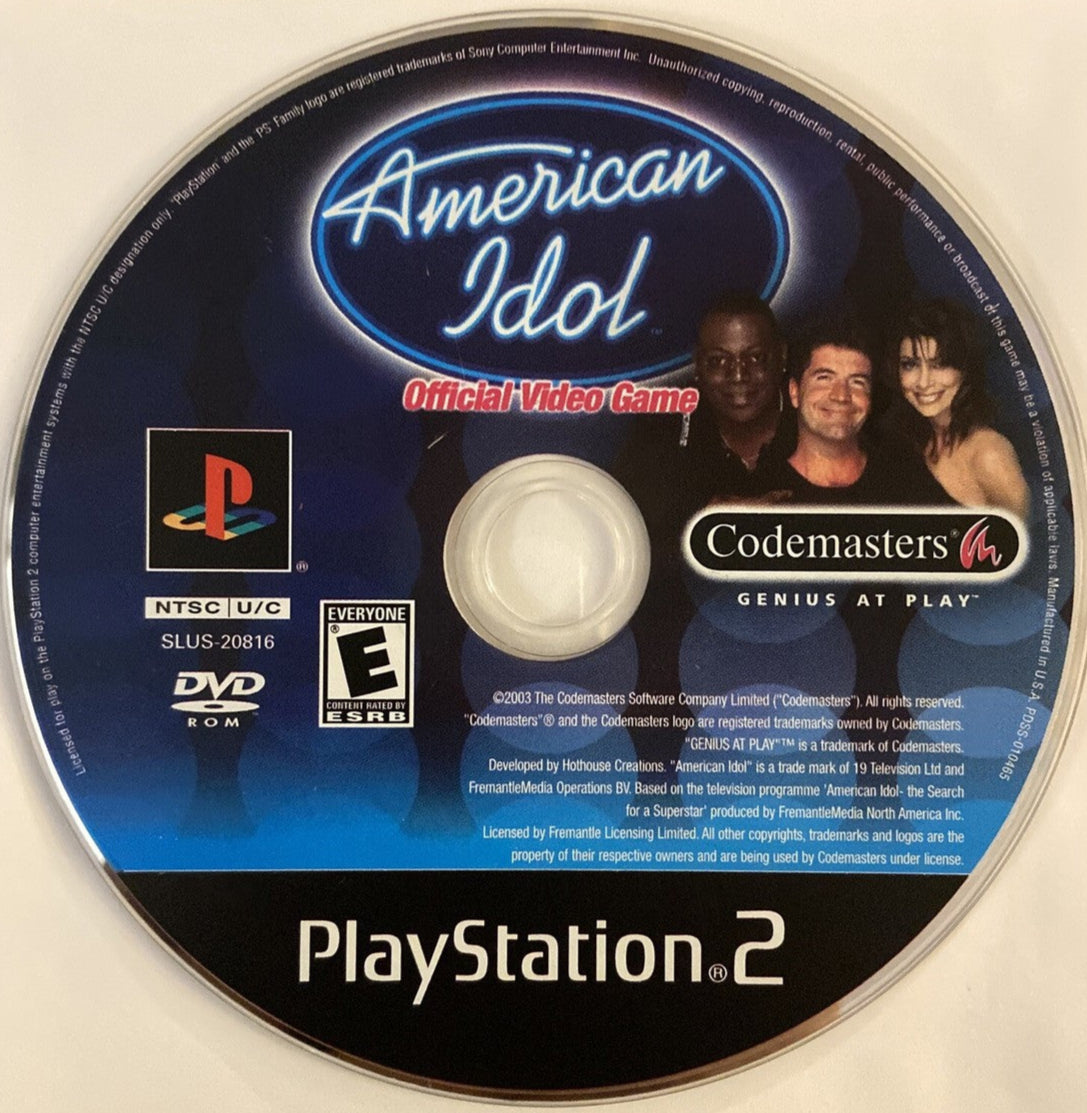 Licensed for play on the PlayStation 2 computer entertainment systems with the NTSC U/C designation only. "PlayStation" and the "PS" Family logo are registered trademarks of Sony Computer Entertainment Inc. Unauthorized copying, reproduction, rental, public performance or broadcast of this game may be a violation of applicable laws. Manufactured in U.S.A. PDSS-010465
American
Idol
Official Video Game
Codemasters®
GENIUS AT PLAY™
®
NTSC U/C
SLUS-20816
DVD
ROM
EVERYONE
®
E
CONTENT RATED BY
ESRB
©2003 The Codemasters Software Company Limited ("Codemasters"). All rights reserved.
"Codemasters"® and the Codemasters logo are registered trademarks owned by Codemasters.
"GENIUS AT PLAY"™ is a trademark of Codemasters.
Developed by Hothouse Creations. "American Idol" is a trade mark of 19 Television Ltd and
FremantleMedia Operations BV. Based on the television programme 'American Idol- the Search
for a Superstar' produced by FremantleMedia North America Inc.
Licensed by Fremantle Licensing Limited. All other copyrights, trademarks and logos are the
property of their respective owners and are being used by Codemasters under license.
PlayStation®2